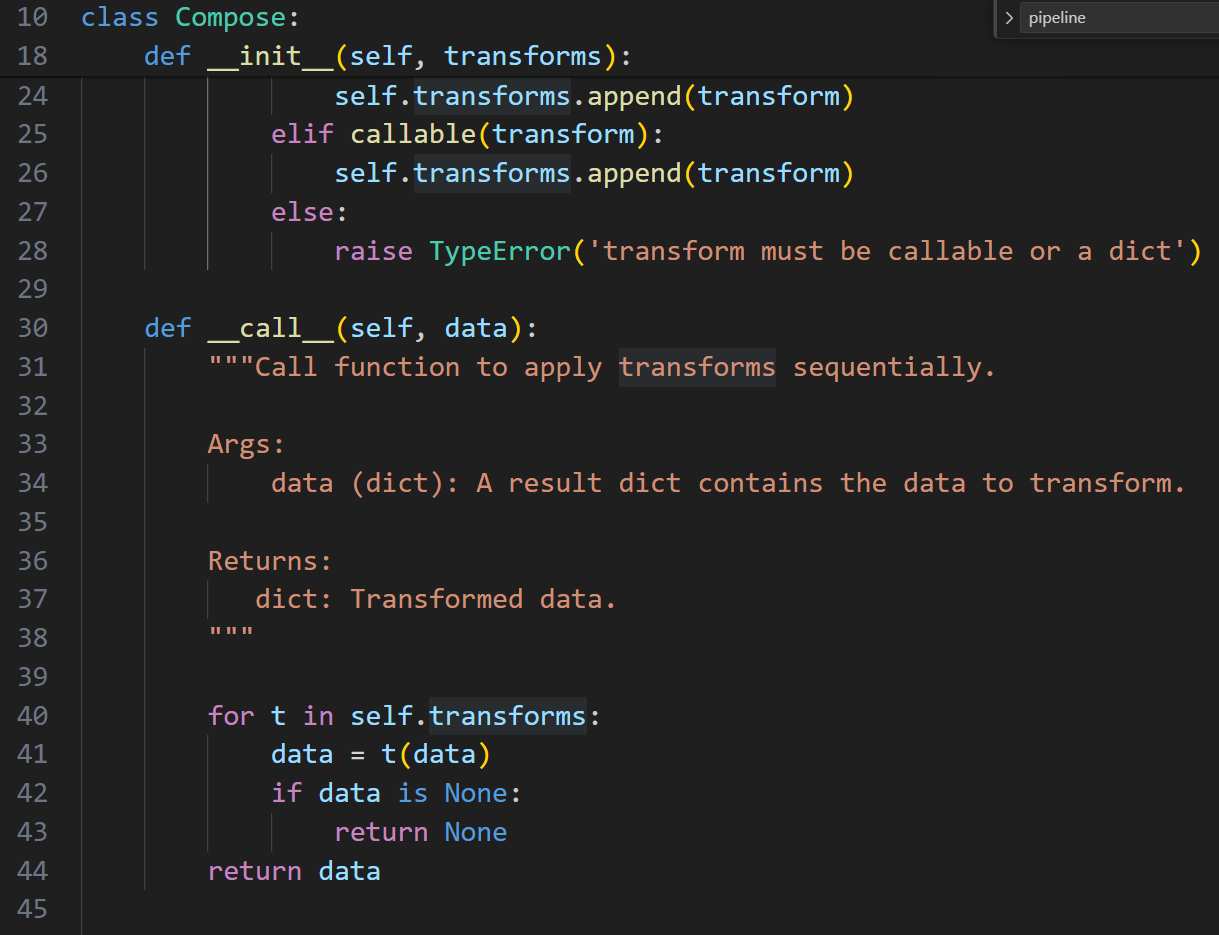 10 class Compose:
pipeline
18 def __init__(self, transforms):
24 self.transforms.append(transform)
25 elif callable(transform):
26 self.transforms.append(transform)
27 else:
28 raise TypeError('transform must be callable or a dict')
29
30 def __call__(self, data):
31 """Call function to apply transforms sequentially.
32
33 Args:
34 data (dict): A result dict contains the data to transform.
35
36 Returns:
37 dict: Transformed data.
38 """
39
40 for t in self.transforms:
41 data = t(data)
42 if data is None:
43 return None
44 return data
45